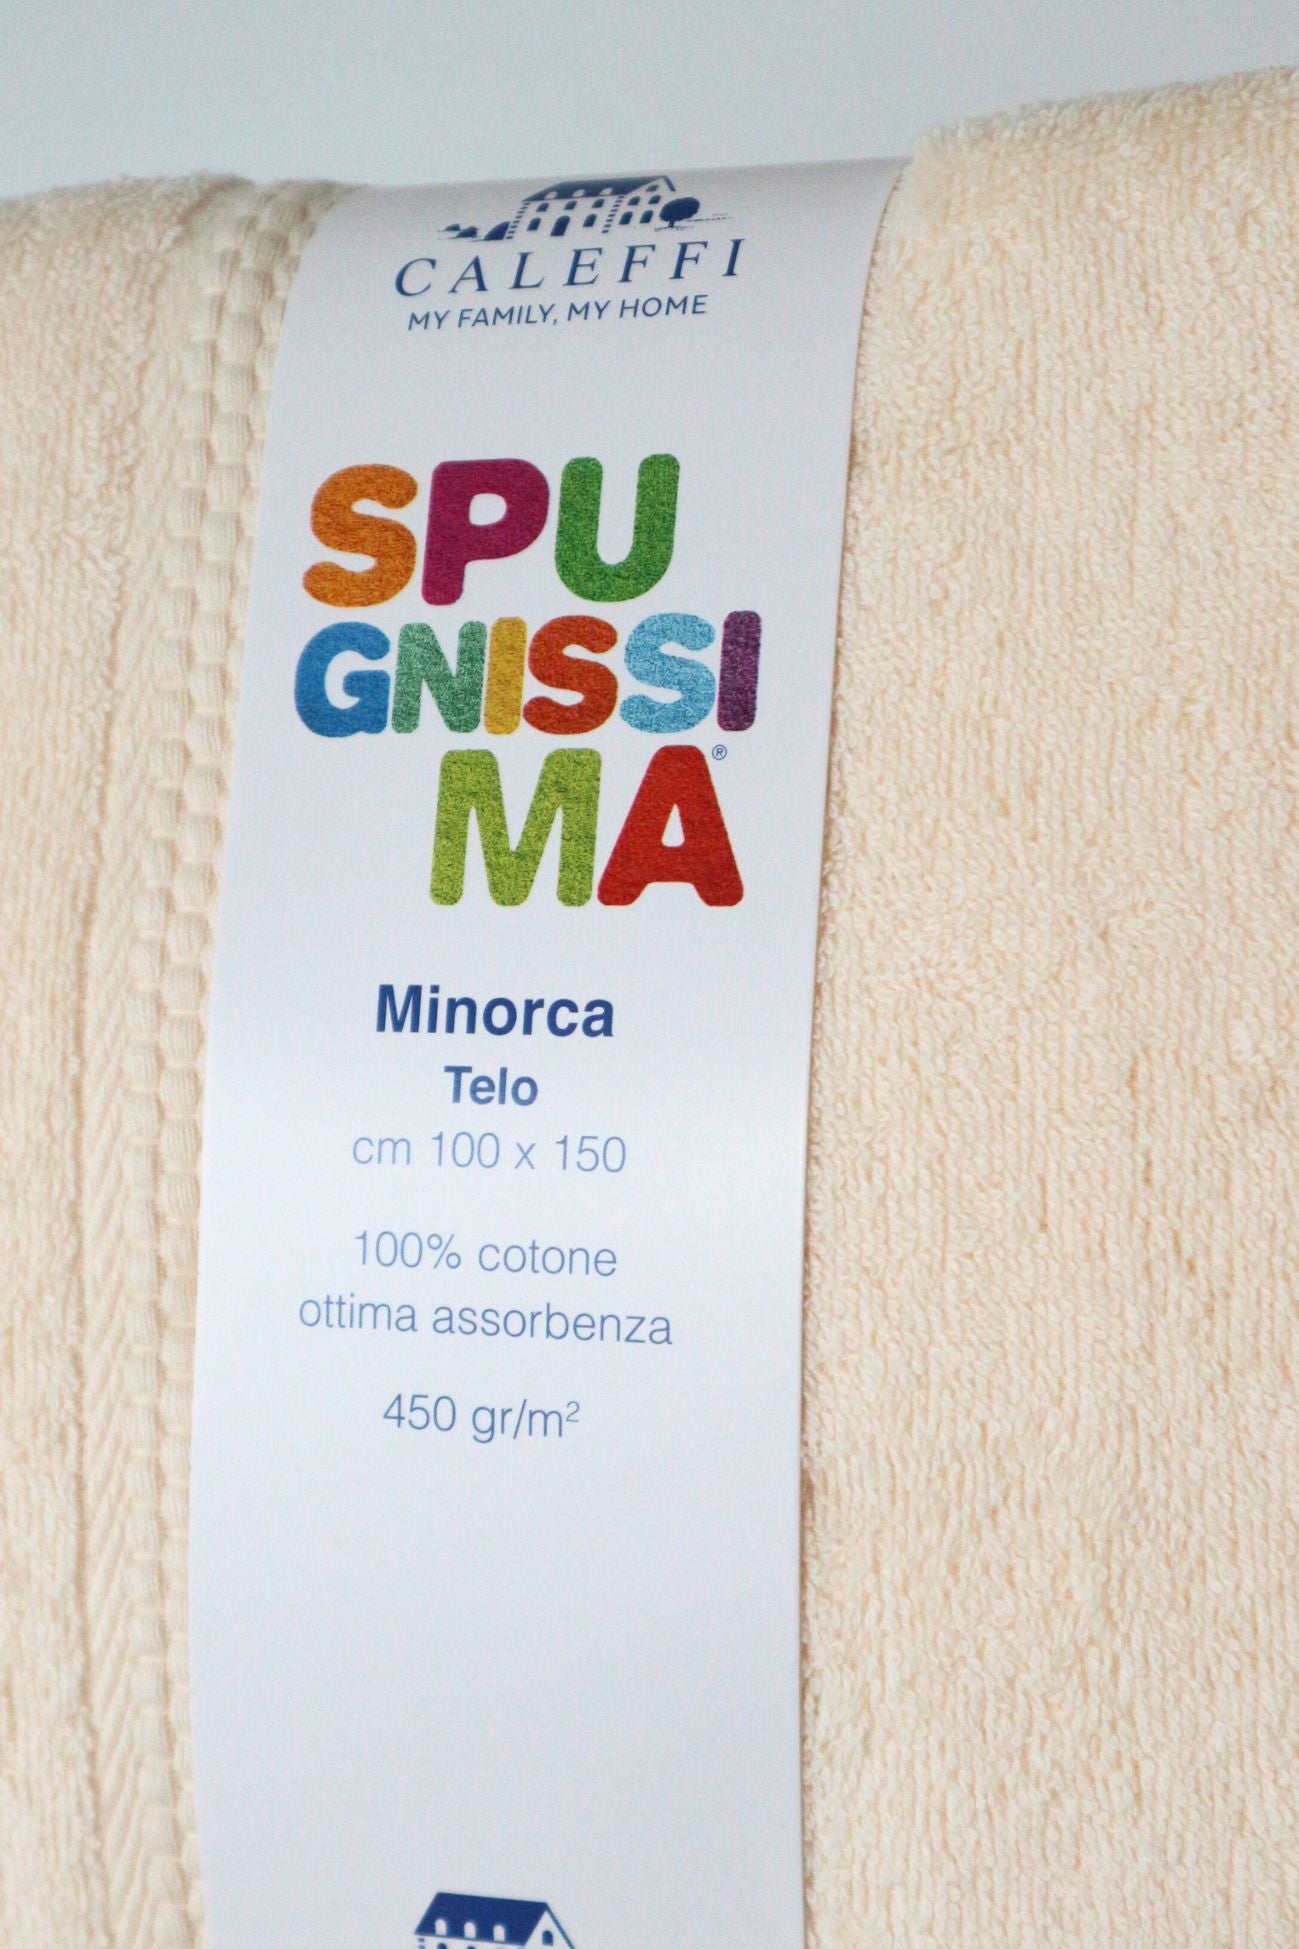 CALEFFI
MY FAMILY, MY HOME
SPU
GNISSI
MA®
Minorca
Telo
cm 100 x 150
100% cotone
ottima assorbenza
450 gr/m²